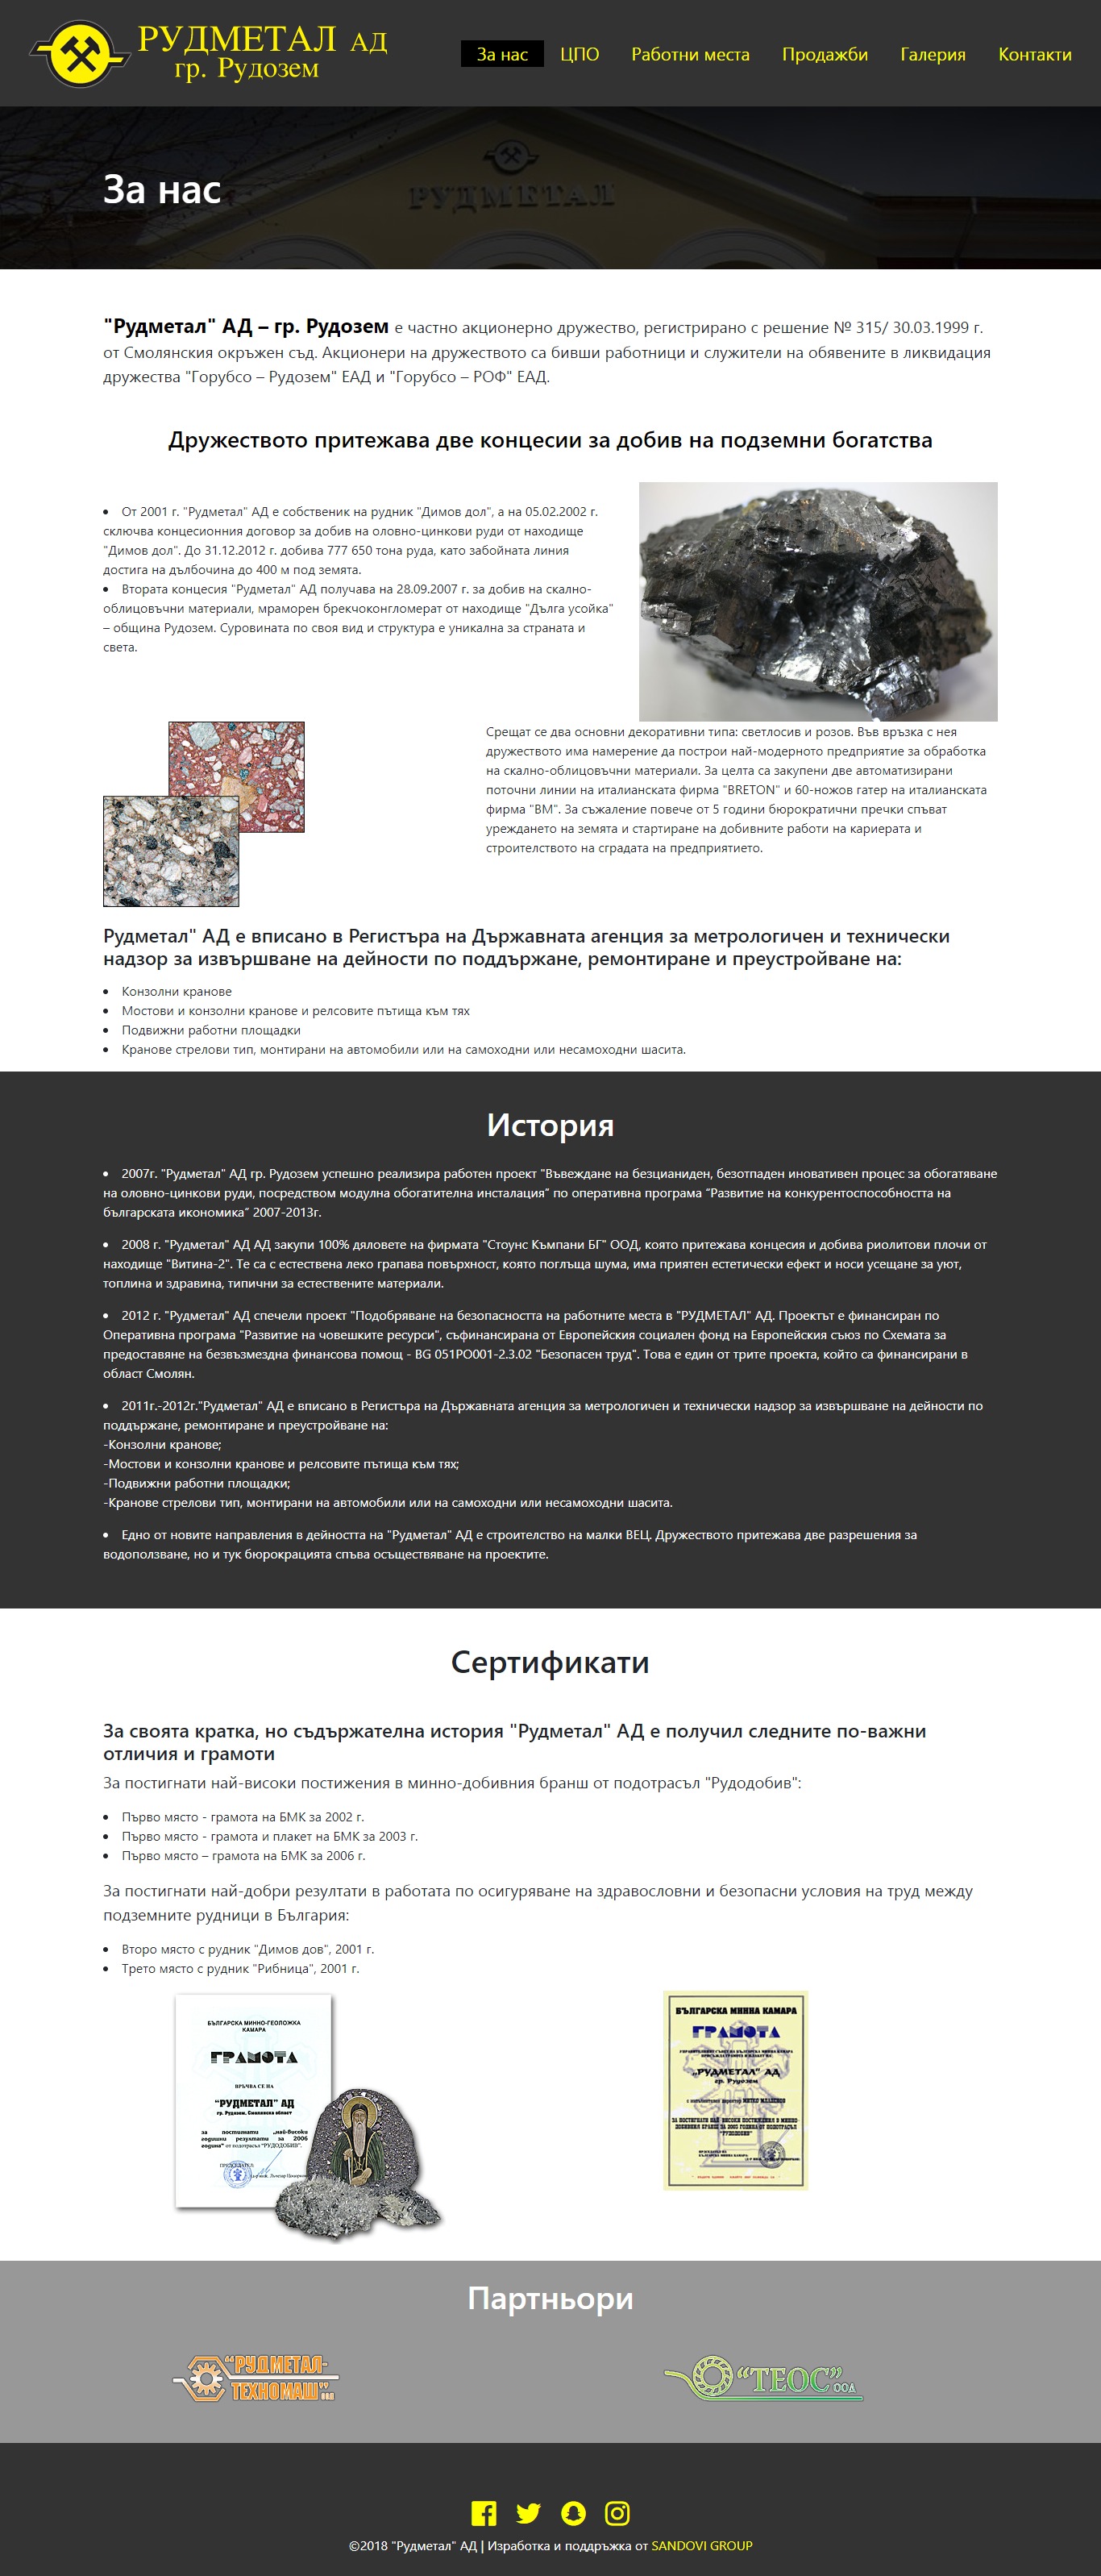 РУДМЕТАЛ АД
гр. Рудозем
За нас ЦПО Работни места Продажби Галерия Контакти
РУДМЕТАЛ
За нас
"Рудметал" АД – гр. Рудозем е частно акционерно дружество, регистрирано с решение № 315/ 30.03.1999 г.
от Смолянския окръжен съд. Акционери на дружеството са бивши работници и служители на обявените в ликвидация
дружества "Горубсо – Рудозем" ЕАД и "Горубсо – РОФ" ЕАД.
Дружеството притежава две концесии за добив на подземни богатства
• От 2001 г. "Рудметал" АД е собственик на рудник "Димов дол", а на 05.02.2002 г.
сключва концесионния договор за добив на оловно-цинкови руди от находище
"Димов дол". До 31.12.2012 г. добива 777 650 тона руда, като забойната линия
достига на дълбочина до 400 м под земята.
• Втората концесия "Рудметал" АД получава на 28.09.2007 г. за добив на скално-
облицовъчни материали, мраморен брекчоконгломерат от находище "Дълга усойка"
– община Рудозем. Суровината по своя вид и структура е уникална за страната и
света.
Срещат се два основни декоративни типа: светлосив и розов. Във връзка с нея
дружеството има намерение да построи най-модерното предприятие за обработка
на скално-облицовъчни материали. За целта са закупени две автоматизирани
поточни линии на италианската фирма "BRETON" и 60-ножов гатер на италианската
фирма "BM". За съжаление повече от 5 години бюрократични пречки спъват
уреждането на земята и стартиране на добивните работи на кариерата и
строителството на сградата на предприятието.
Рудметал" АД е вписано в Регистъра на Държавната агенция за метрологичен и технически
надзор за извършване на дейности по поддържане, ремонтиране и преустройване на:
• Конзолни кранове
• Мостови и конзолни кранове и релсовите пътища към тях
• Подвижни работни площадки
• Кранове стрелови тип, монтирани на автомобили или на самоходни или несамоходни шасита.
История
• 2007г. "Рудметал" АД гр. Рудозем успешно реализира работен проект "Въвеждане на безцианиден, безотпаден иновативен процес за обогатяване
на оловно-цинкови руди, посредством модулна обогатителна инсталация” по оперативна програма “Развитие на конкурентоспособността на
българската икономика” 2007-2013г.
• 2008 г. "Рудметал" АД АД закупи 100% дяловете на фирмата "Стоунс Къмпани БГ" ООД, която притежава концесия и добива риолитови плочи от
находище "Витина-2". Те са с естествена леко грапава повърхност, която поглъща шума, има приятен естетически ефект и носи усещане за уют,
топлина и здравина, типични за естествените материали.
• 2012 г. "Рудметал" АД спечели проект "Подобряване на безопасността на работните места в "РУДМЕТАЛ" АД. Проектът е финансиран по
Оперативна програма "Развитие на човешките ресурси", съфинансирана от Европейския социален фонд на Европейския съюз по Схемата за
предоставяне на безвъзмездна финансова помощ - BG 051PO001-2.3.02 "Безопасен труд". Това е един от трите проекта, който са финансирани в
област Смолян.
• 2011г.-2012г."Рудметал" АД е вписано в Регистъра на Държавната агенция за метрологичен и технически надзор за извършване на дейности по
поддържане, ремонтиране и преустройване на:
-Конзолни кранове;
-Мостови и конзолни кранове и релсовите пътища към тях;
-Подвижни работни площадки;
-Кранове стрелови тип, монтирани на автомобили или на самоходни или несамоходни шасита.
• Едно от новите направления в дейността на "Рудметал" АД е строителство на малки ВЕЦ. Дружеството притежава две разрешения за
водоползване, но и тук бюрокрацията спъва осъществяване на проектите.
Сертификати
За своята кратка, но съдържателна история "Рудметал" АД е получил следните по-важни
отличия и грамоти
За постигнати най-високи постижения в минно-добивния бранш от подотрасъл "Рудодобив":
• Първо място - грамота на БМК за 2002 г.
• Първо място - грамота и плакет на БМК за 2003 г.
• Първо място – грамота на БМК за 2006 г.
За постигнати най-добри резултати в работата по осигуряване на здравословни и безопасни условия на труд между
подземните рудници в България:
• Второ място с рудник "Димов дов", 2001 г.
• Трето място с рудник "Рибница", 2001 г.
БЪЛГАРСКА МИННО-ГЕОЛОЖКА
КАМАРА
ГРАМОТА
ВРЪЧВА СЕ НА
“РУДМЕТАЛ” АД
гр. Рудозем, Смолянска област
за постигнати „най-високи
годишни резултати за 2006
година” от подотрасъл “РУДОДОБИВ”.
БЪЛГАРСКА МИННА КАМАРА
ГРАМОТА
„РУДМЕТАЛ” АД
гр. Рудозем
Партньори
“РУДМЕТАЛ-
ТЕХНОМАШ” ООД
“ТЕОС” ООД
©2018 "Рудметал" АД | Изработка и поддръжка от SANDOVI GROUP